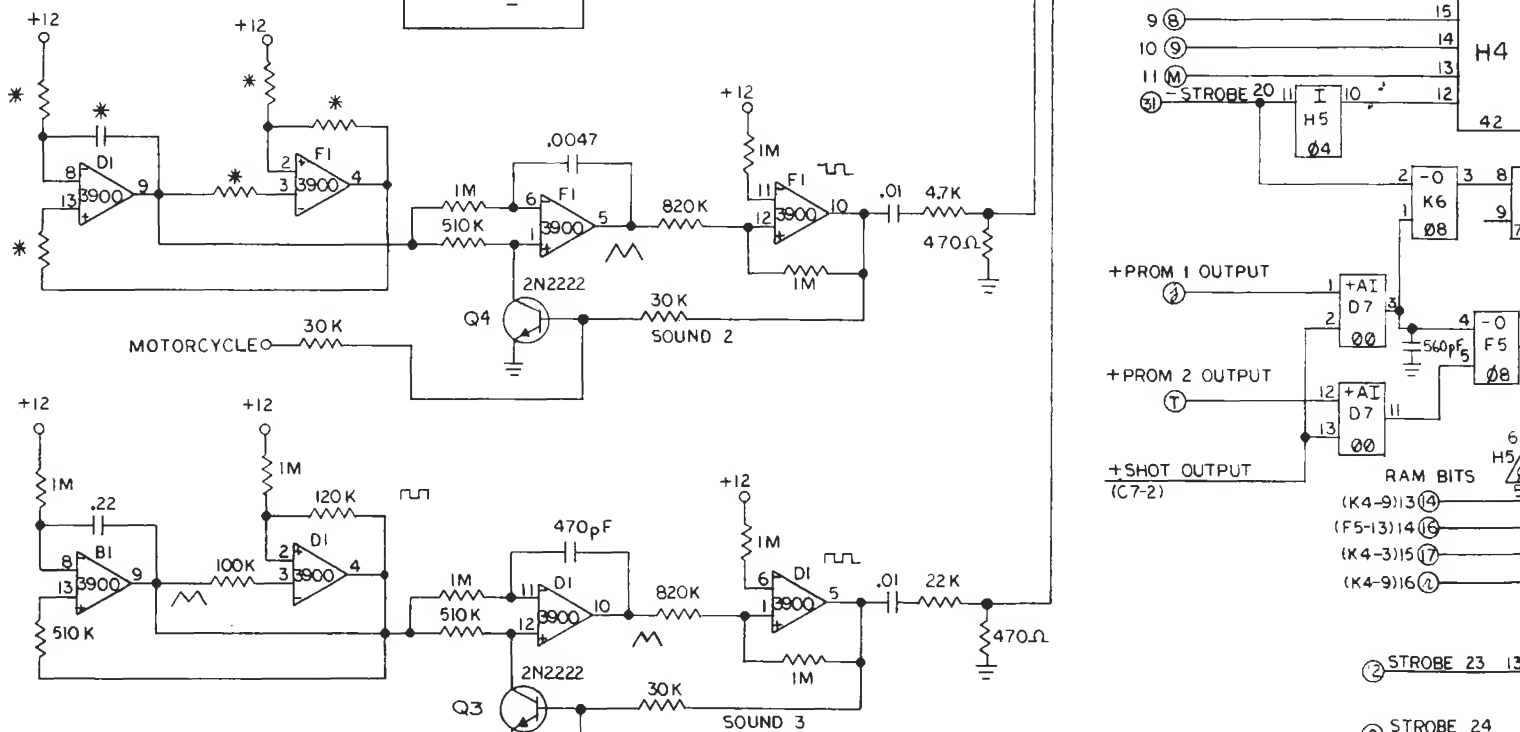 +12
+12
*
*
*
*
8
D1
3900
9
13
*
*
2
F1
3900
3
4
1M
510K
.0047
6
F1
3900
5
1
820K
+12
1M
11
F1
3900
10
12
1M
.01
4.7K
470Ω
2N2222
Q4
30K
SOUND 2
MOTORCYCLE
30K
+12
+12
1M
.22
8
B1
3900
9
13
510K
100K
1M
120K
2
D1
3900
3
4
1M
510K
470pF
11
D1
3900
10
12
820K
+12
1M
6
D1
3900
5
1
1M
.01
22K
470Ω
2N2222
Q3
30K
SOUND 3
9 8 15
10 9 14
11 M 13
H4
31 -STROBE 20 11 I 10 12
H5
04
42
2 -O 3 8
K6
1 08
9
+PROM 1 OUTPUT
1 +AI
D7 3
2 00
560pF
4 -O
5 F5
08
+PROM 2 OUTPUT
T
12 +AI
D7 11
13 00
+SHOT OUTPUT
(C7-2)
6
H5
5
RAM BITS
(K4-9)13 14
(F5-13)14 16
(K4-3)15 17
(K4-9)16
STROBE 23 13
STROBE 24